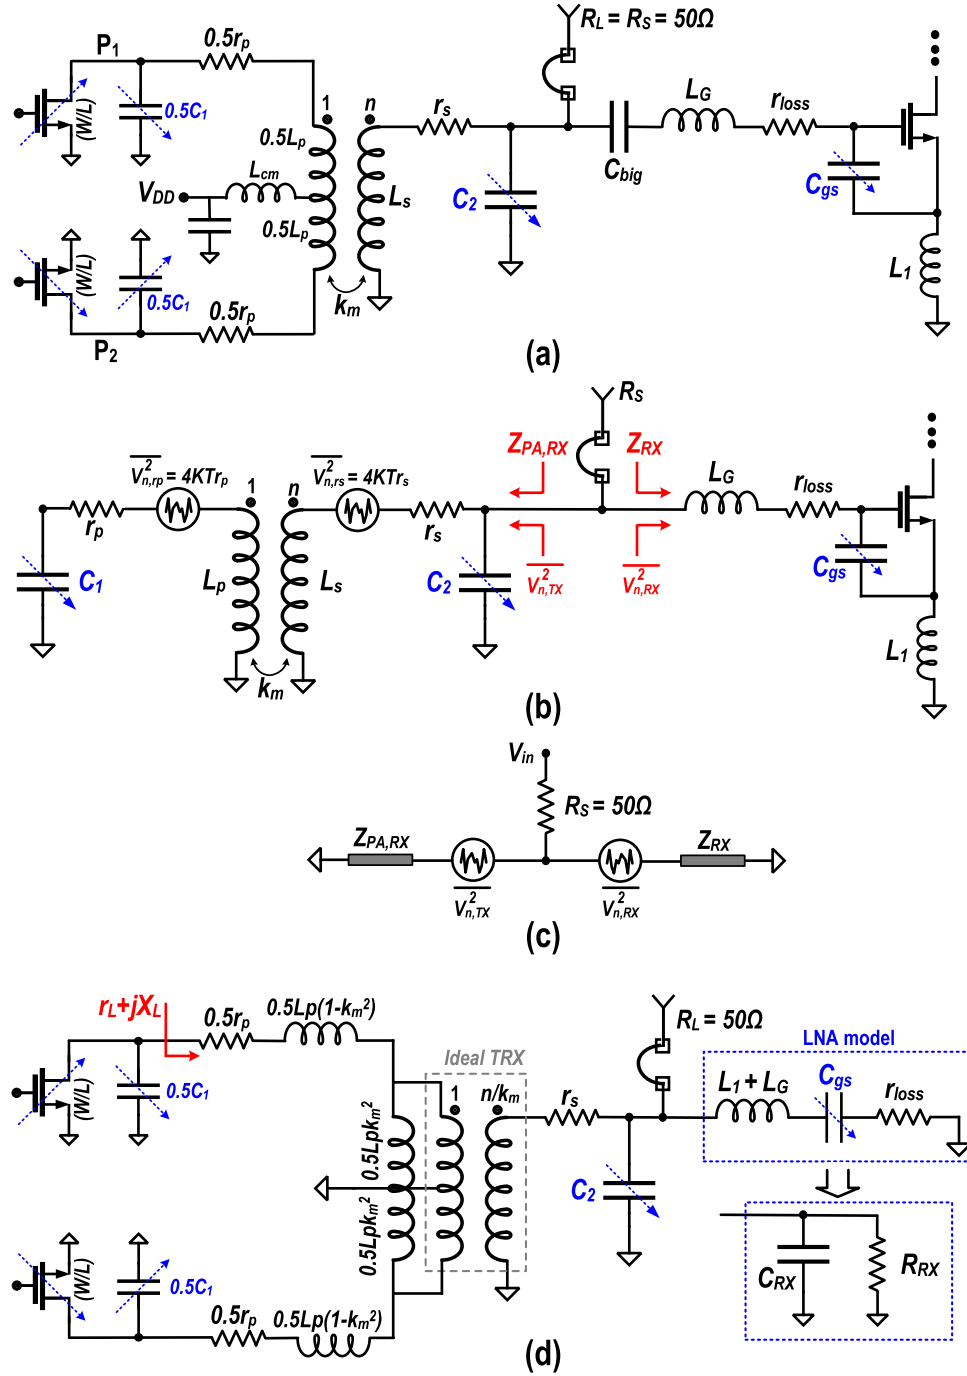 P1
0.5rp
RL = RS = 50Ω
(W/L)
0.5C1
1
n
rs
LG
rloss
0.5Lp
Lcm
VDD
Ls
C2
Cbig
Cgs
0.5Lp
(W/L)
0.5C1
L1
km
0.5rp
P2
(a)
RS
V²n,rp = 4KTrp
V²n,rs = 4KTrs
ZPA,RX
ZRX
1
n
LG
rloss
rp
rs
C1
Lp
Ls
C2
V²n,TX
V²n,RX
Cgs
L1
km
(b)
Vin
RS = 50Ω
ZPA,RX
ZRX
V²n,TX
V²n,RX
(c)
rL+jXL
0.5rp
0.5Lp(1-km²)
RL = 50Ω
LNA model
Ideal TRX
(W/L)
0.5C1
1
n/km
rs
L1 + LG
Cgs
rloss
0.5Lpkm²
0.5Lpkm²
C2
CRX
RRX
(W/L)
0.5C1
0.5rp
0.5Lp(1-km²)
(d)